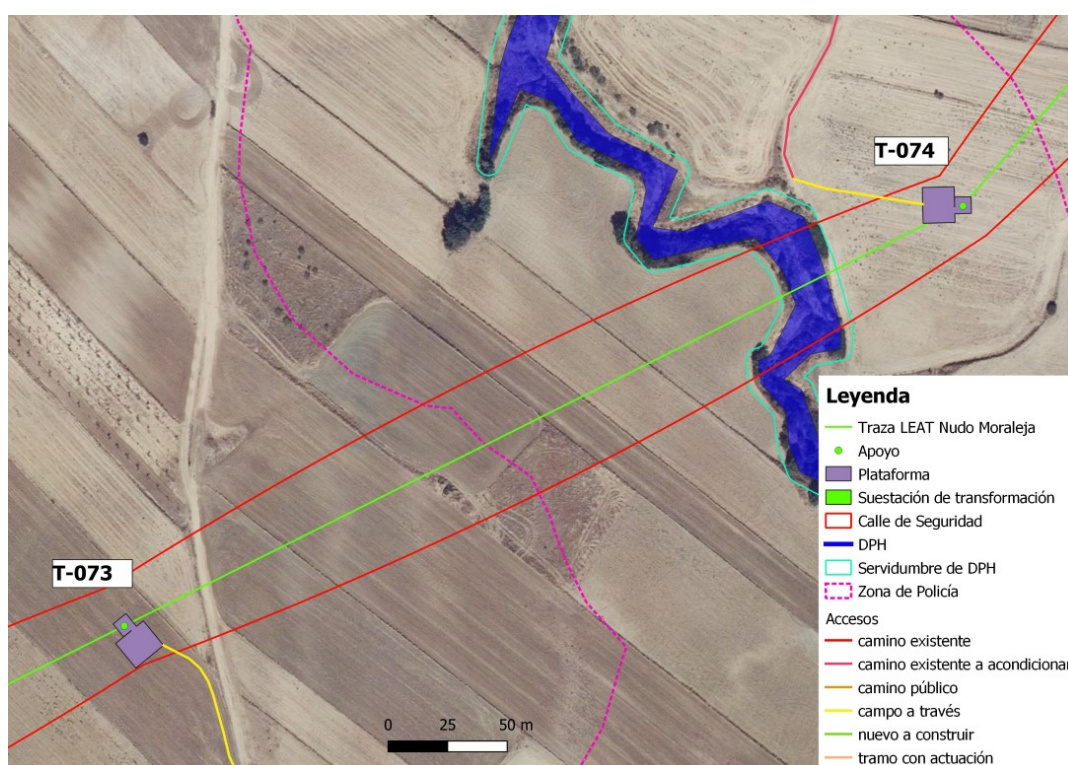 T-074
T-073
0 25 50 m
Leyenda
Traza LEAT Nudo Moraleja
Apoyo
Plataforma
Suestación de transformación
Calle de Seguridad
DPH
Servidumbre de DPH
Zona de Policía
Accesos
camino existente
camino existente a acondicionar
camino público
campo a través
nuevo a construir
tramo con actuación